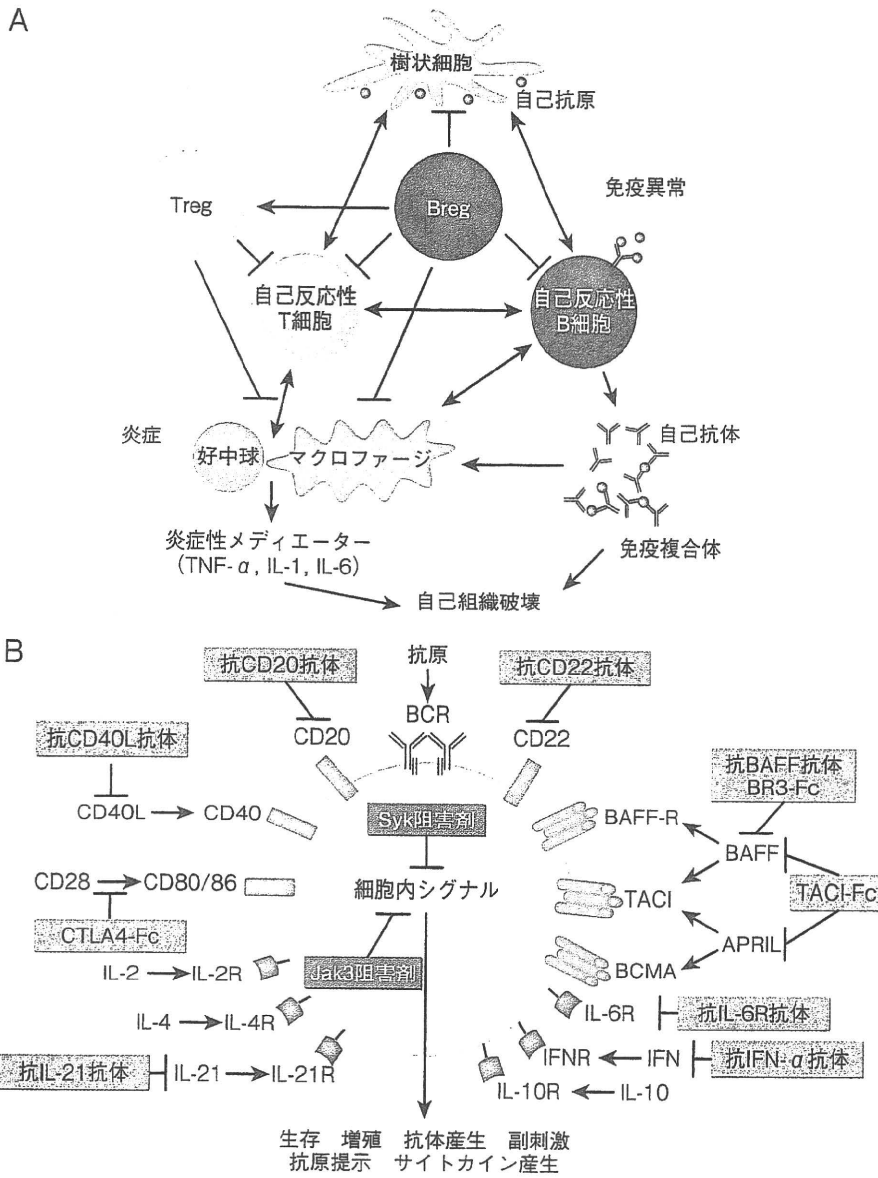 A
樹状細胞
自己抗原
免疫異常
Treg
Breg
自己反応性
T細胞
自己反応性
B細胞
炎症
好中球
マクロファージ
自己抗体
炎症性メディエーター
(TNF-α, IL-1, IL-6)
免疫複合体
自己組織破壊
B
抗CD20抗体
抗原
抗CD22抗体
BCR
CD20
CD22
抗CD40L抗体
抗BAFF抗体
BR3-Fc
CD40L
CD40
Syk阻害剤
BAFF-R
BAFF
CD28
CD80/86
細胞内シグナル
TACI
TACI-Fc
CTLA4-Fc
APRIL
IL-2
IL-2R
Jak3阻害剤
BCMA
IL-4
IL-4R
IL-6R
抗IL-6R抗体
抗IL-21抗体
IL-21
IL-21R
IFNR
IFN
抗IFN-α抗体
IL-10R
IL-10
生存 増殖 抗体産生 副刺激
抗原提示 サイトカイン産生